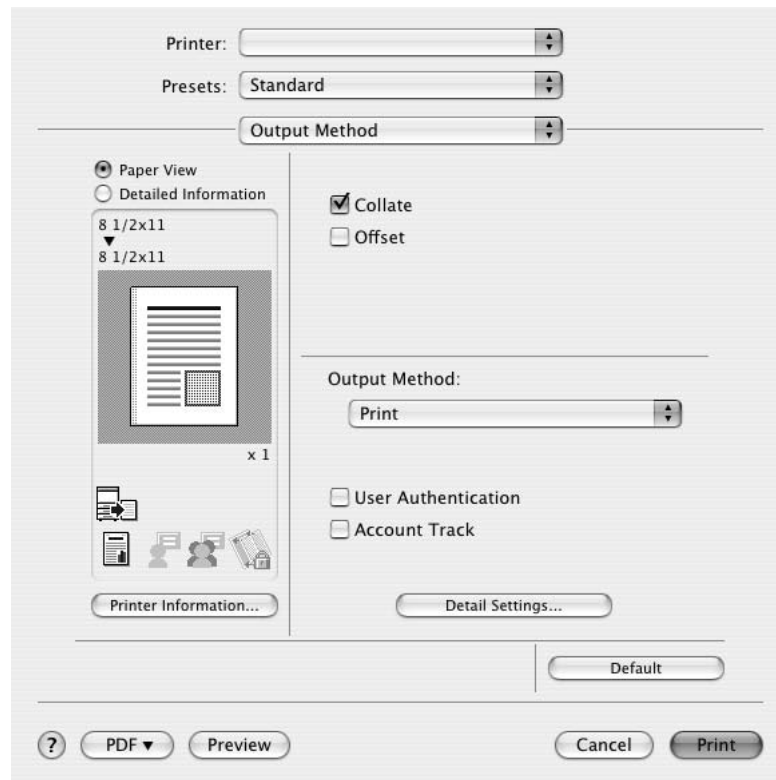 Printer:
Presets: Standard
Output Method
Paper View
Detailed Information
8 1/2x11
8 1/2x11
x 1
Printer Information...
Collate
Offset
Output Method:
Print
User Authentication
Account Track
Detail Settings...
Default
? PDF▼ Preview Cancel Print